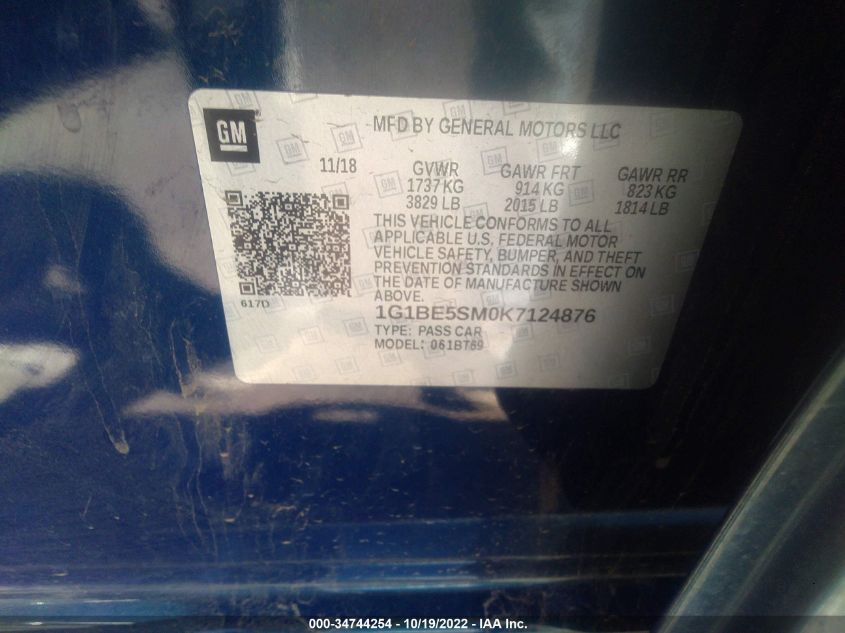 GM
MFD BY GENERAL MOTORS LLC
11/18 GVWR GAWR FRT GAWR RR
1737 KG 914 KG 823 KG
3829 LB 2015 LB 1814 LB
THIS VEHICLE CONFORMS TO ALL
APPLICABLE U.S. FEDERAL MOTOR
VEHICLE SAFETY, BUMPER, AND THEFT
PREVENTION STANDARDS IN EFFECT ON
THE DATE OF MANUFACTURE SHOWN
ABOVE.
617D
1G1BE5SM0K7124876
TYPE: PASS CAR
MODEL: 061BT69
000-34744254 - 10/19/2022 - IAA Inc.